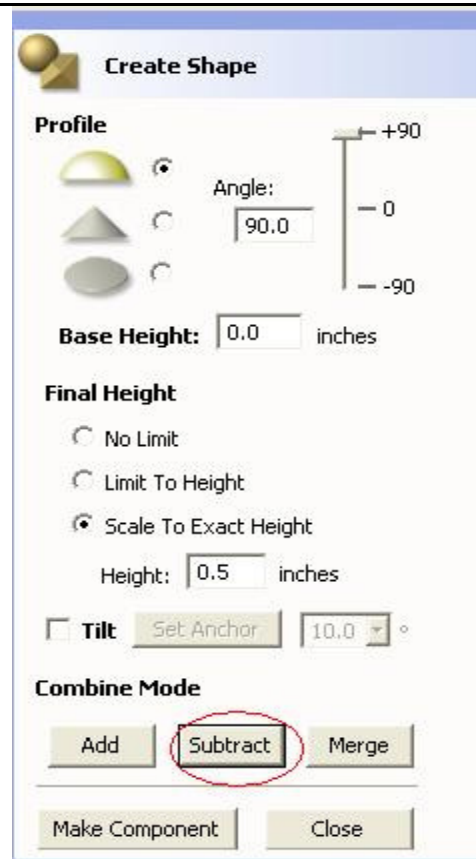 Create Shape
Profile
+90
Angle:
90.0
0
-90
Base Height: 0.0 inches
Final Height
No Limit
Limit To Height
Scale To Exact Height
Height: 0.5 inches
Tilt Set Anchor 10.0 °
Combine Mode
Add Subtract Merge
Make Component Close